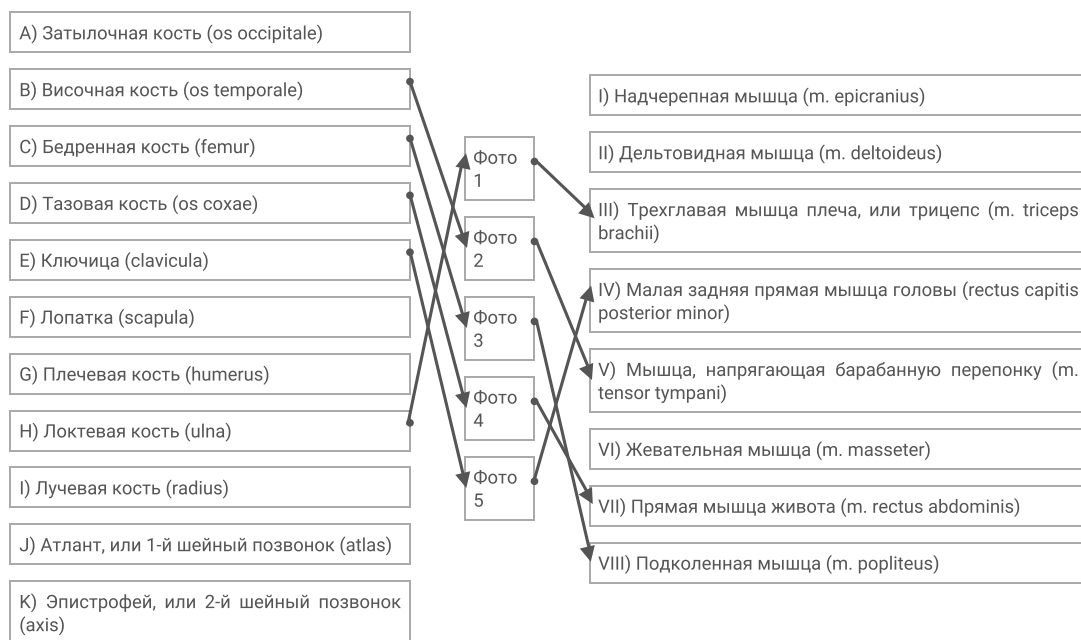 A) Затылочная кость (os occipitale)
B) Височная кость (os temporale)
C) Бедренная кость (femur)
D) Тазовая кость (os coxae)
E) Ключица (clavicula)
F) Лопатка (scapula)
G) Плечевая кость (humerus)
H) Локтевая кость (ulna)
I) Лучевая кость (radius)
J) Атлант, или 1-й шейный позвонок (atlas)
K) Эпистрофей, или 2-й шейный позвонок
(axis)
Фото
1
Фото
2
Фото
3
Фото
4
Фото
5
I) Надчерепная мышца (m. epicranius)
II) Дельтовидная мышца (m. deltoideus)
III) Трехглавая мышца плеча, или трицепс (m. triceps
brachii)
IV) Малая задняя прямая мышца головы (rectus capitis
posterior minor)
V) Мышца, напрягающая барабанную перепонку (m.
tensor tympani)
VI) Жевательная мышца (m. masseter)
VII) Прямая мышца живота (m. rectus abdominis)
VIII) Подколенная мышца (m. popliteus)